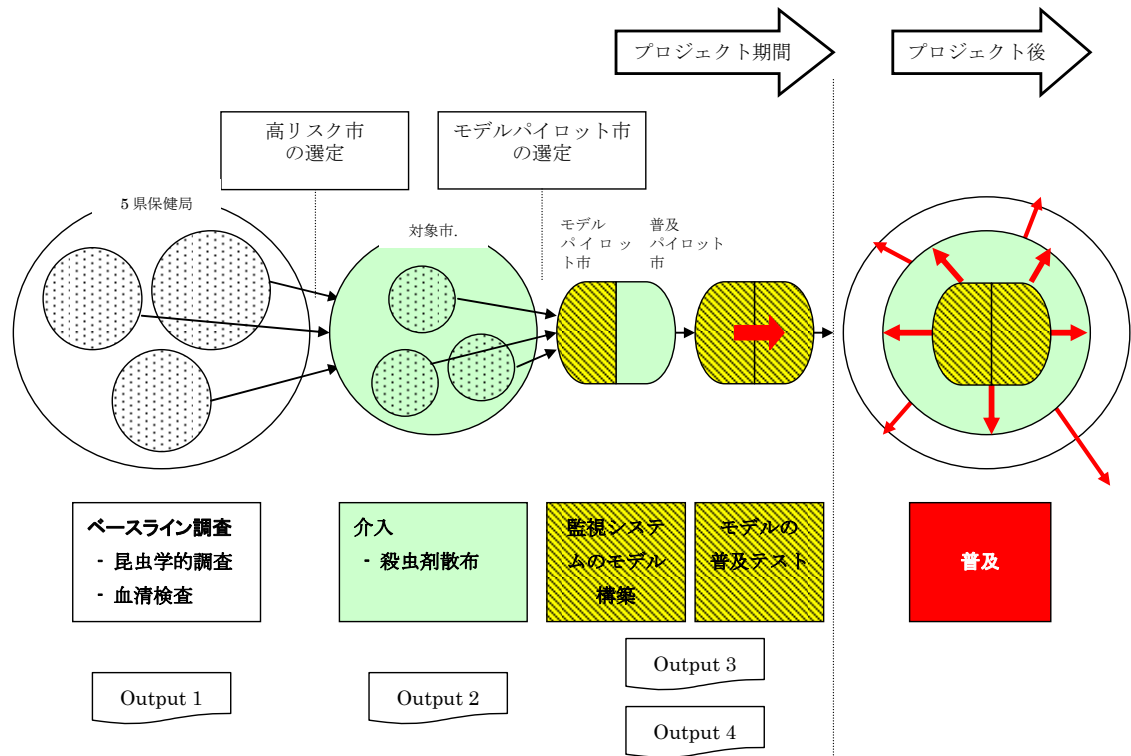 プロジェクト期間
プロジェクト後
高リスク市
の選定
モデルパイロット市
の選定
5 県保健局
対象市.
モデル
パイロッ
ト市
普及
パイロット
市
ベースライン調査
- 昆虫学的調査
- 血清検査
介入
- 殺虫剤散布
監視システ
ムのモデル
構築
モデルの
普及テスト
普及
Output 1
Output 2
Output 3
Output 4